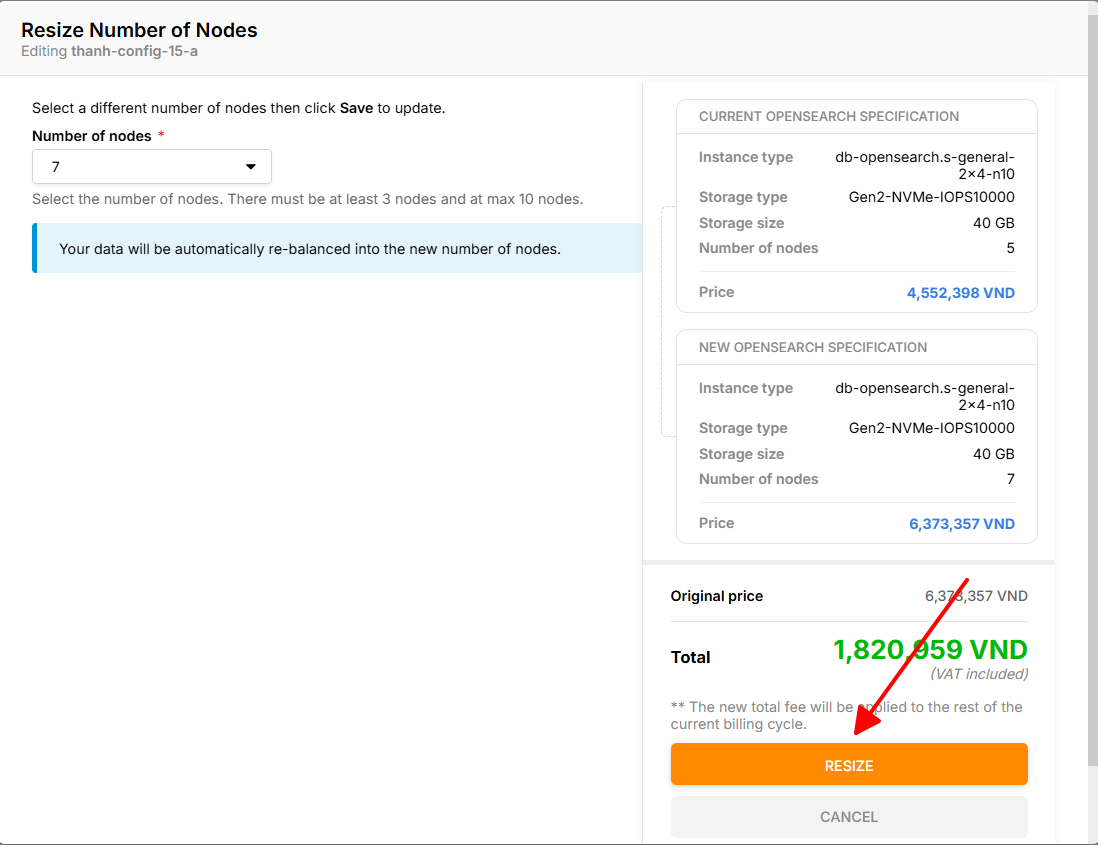 Resize Number of Nodes
Editing thanh-config-15-a
Select a different number of nodes then click Save to update.
Number of nodes *
7
Select the number of nodes. There must be at least 3 nodes and at max 10 nodes.
Your data will be automatically re-balanced into the new number of nodes.
CURRENT OPENSEARCH SPECIFICATION
Instance type db-opensearch.s-general-
2x4-n10
Storage type Gen2-NVMe-IOPS10000
Storage size 40 GB
Number of nodes 5
Price 4,552,398 VND
NEW OPENSEARCH SPECIFICATION
Instance type db-opensearch.s-general-
2x4-n10
Storage type Gen2-NVMe-IOPS10000
Storage size 40 GB
Number of nodes 7
Price 6,373,357 VND
Original price 6,373,357 VND
Total 1,820,959 VND
(VAT included)
** The new total fee will be applied to the rest of the
current billing cycle.
RESIZE
CANCEL